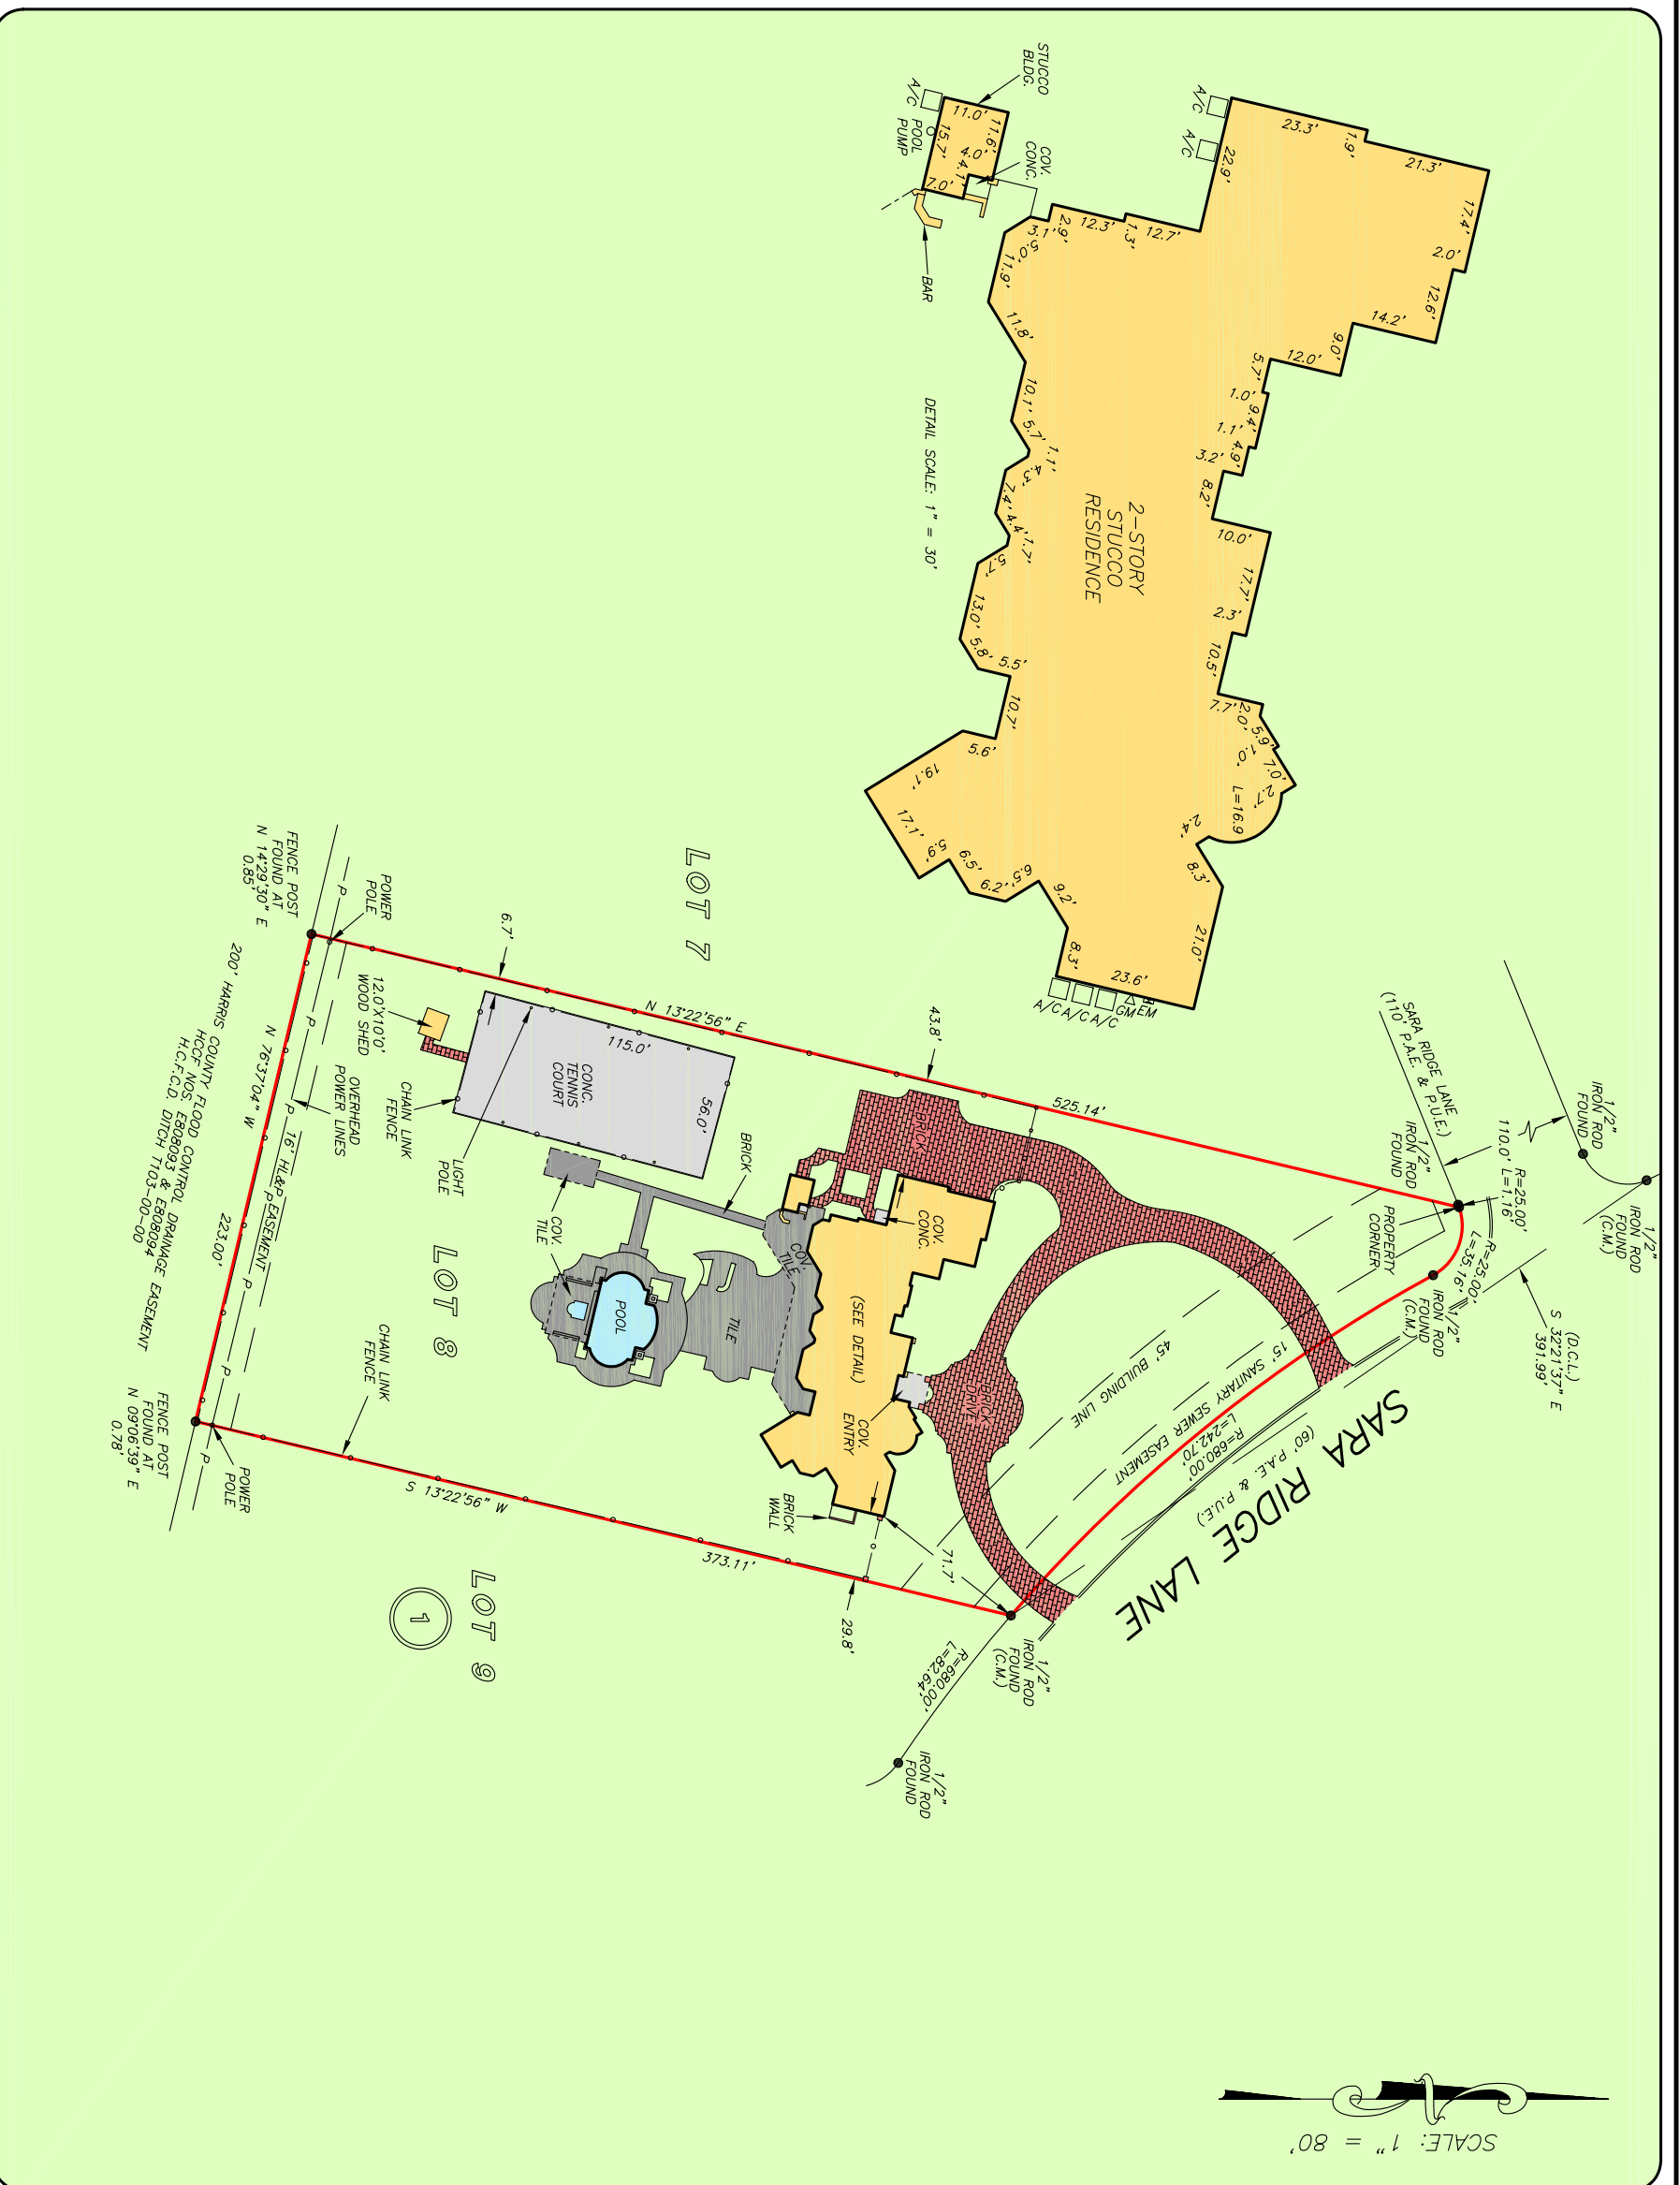 STUCCO
BLDG.
A/C
11.0'
11.6'
4.0'
4.1'
15.7'
7.0'
POOL
PUMP
COV.
CONC.
BAR
A/C
A/C
23.3'
1.9'
21.3'
17.4'
2.0'
12.6'
14.2'
9.0'
12.0'
5.7'
1.0'
9.4'
1.1'
4.9'
3.2'
8.2'
10.0'
17.7'
2.3'
10.5'
7.7'
2.0'
5.9'
1.0'
7.0'
2.7'
L=16.9
2.4'
8.3'
21.0'
23.6'
8.3'
9.2'
6.5'
6.2'
6.5'
5.9'
17.1'
19.1'
5.6'
10.7'
5.5'
5.8'
13.0'
5.7'
1.7'
4.4'
7.4'
4.3'
1.1'
5.7'
10.1'
11.8'
11.9'
5.0'
3.1'
2.9'
12.3'
1.3'
12.7'
22.9'
2-STORY
STUCCO
RESIDENCE
A/C A/C A/C
GM
EM
DETAIL SCALE: 1" = 30'
LOT 7
LOT 8
LOT 9
1
SARA RIDGE LANE
(60' P.A.E. & P.U.E.)
SARA RIDGE LANE
(110' P.A.E. & P.U.E.)
1/2"
IRON ROD
FOUND
1/2"
IRON ROD
FOUND
(C.M.)
110.0'
R=25.00'
L=1.16'
1/2"
IRON ROD
FOUND
PROPERTY
CORNER
R=25.00'
L=35.16'
1/2"
IRON ROD
FOUND
(C.M.)
(D.C.L.)
S 32°21'37" E
391.99'
45' BUILDING LINE
15' SANITARY SEWER EASEMENT
R=680.00'
L=242.70'
1/2"
IRON ROD
FOUND
(C.M.)
R=680.00'
L=82.64'
1/2"
IRON ROD
FOUND
N 13°22'56" E
525.14'
43.8'
6.7'
BRICK
BRICK
DRIVE
COV.
CONC.
(SEE DETAIL)
COV.
ENTRY
BRICK
WALL
71.7'
29.8'
COV.
TILE
TILE
POOL
COV.
TILE
BRICK
115.0'
56.0'
CONC.
TENNIS
COURT
LIGHT
POLE
CHAIN LINK
FENCE
12.0'X10.0'
WOOD SHED
POWER
POLE
FENCE POST
FOUND AT
N 14°29'30" E
0.85'
OVERHEAD
POWER LINES
P
P
P
P
P
P
P
16' HL&P EASEMENT
N 76°37'04" W
223.00'
200' HARRIS COUNTY FLOOD CONTROL DRAINAGE EASEMENT
HCCF NOS. E808093 & E808094
H.C.F.C.D. DITCH T103-00-00
CHAIN LINK
FENCE
S 13°22'56" W
373.11'
POWER
POLE
FENCE POST
FOUND AT
N 09°06'39" E
0.78'
N
SCALE: 1" = 80'